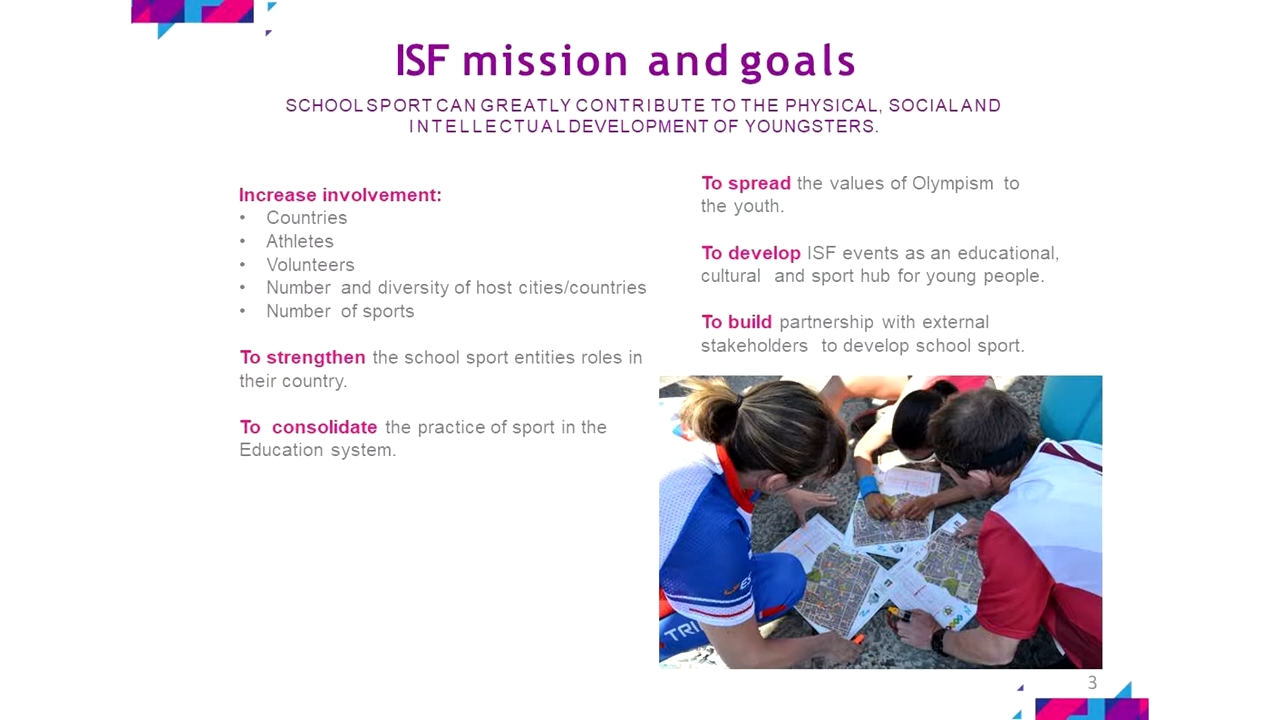 ISF mission and goals
SCHOOL SPORT CAN GREATLY CONTRIBUTE TO THE PHYSICAL, SOCIAL AND
INTELLECTUAL DEVELOPMENT OF YOUNGSTERS.
Increase involvement:
• Countries
• Athletes
• Volunteers
• Number and diversity of host cities/countries
• Number of sports
To strengthen the school sport entities roles in
their country.
To consolidate the practice of sport in the
Education system.
To spread the values of Olympism to
the youth.
To develop ISF events as an educational,
cultural and sport hub for young people.
To build partnership with external
stakeholders to develop school sport.
TRI
3